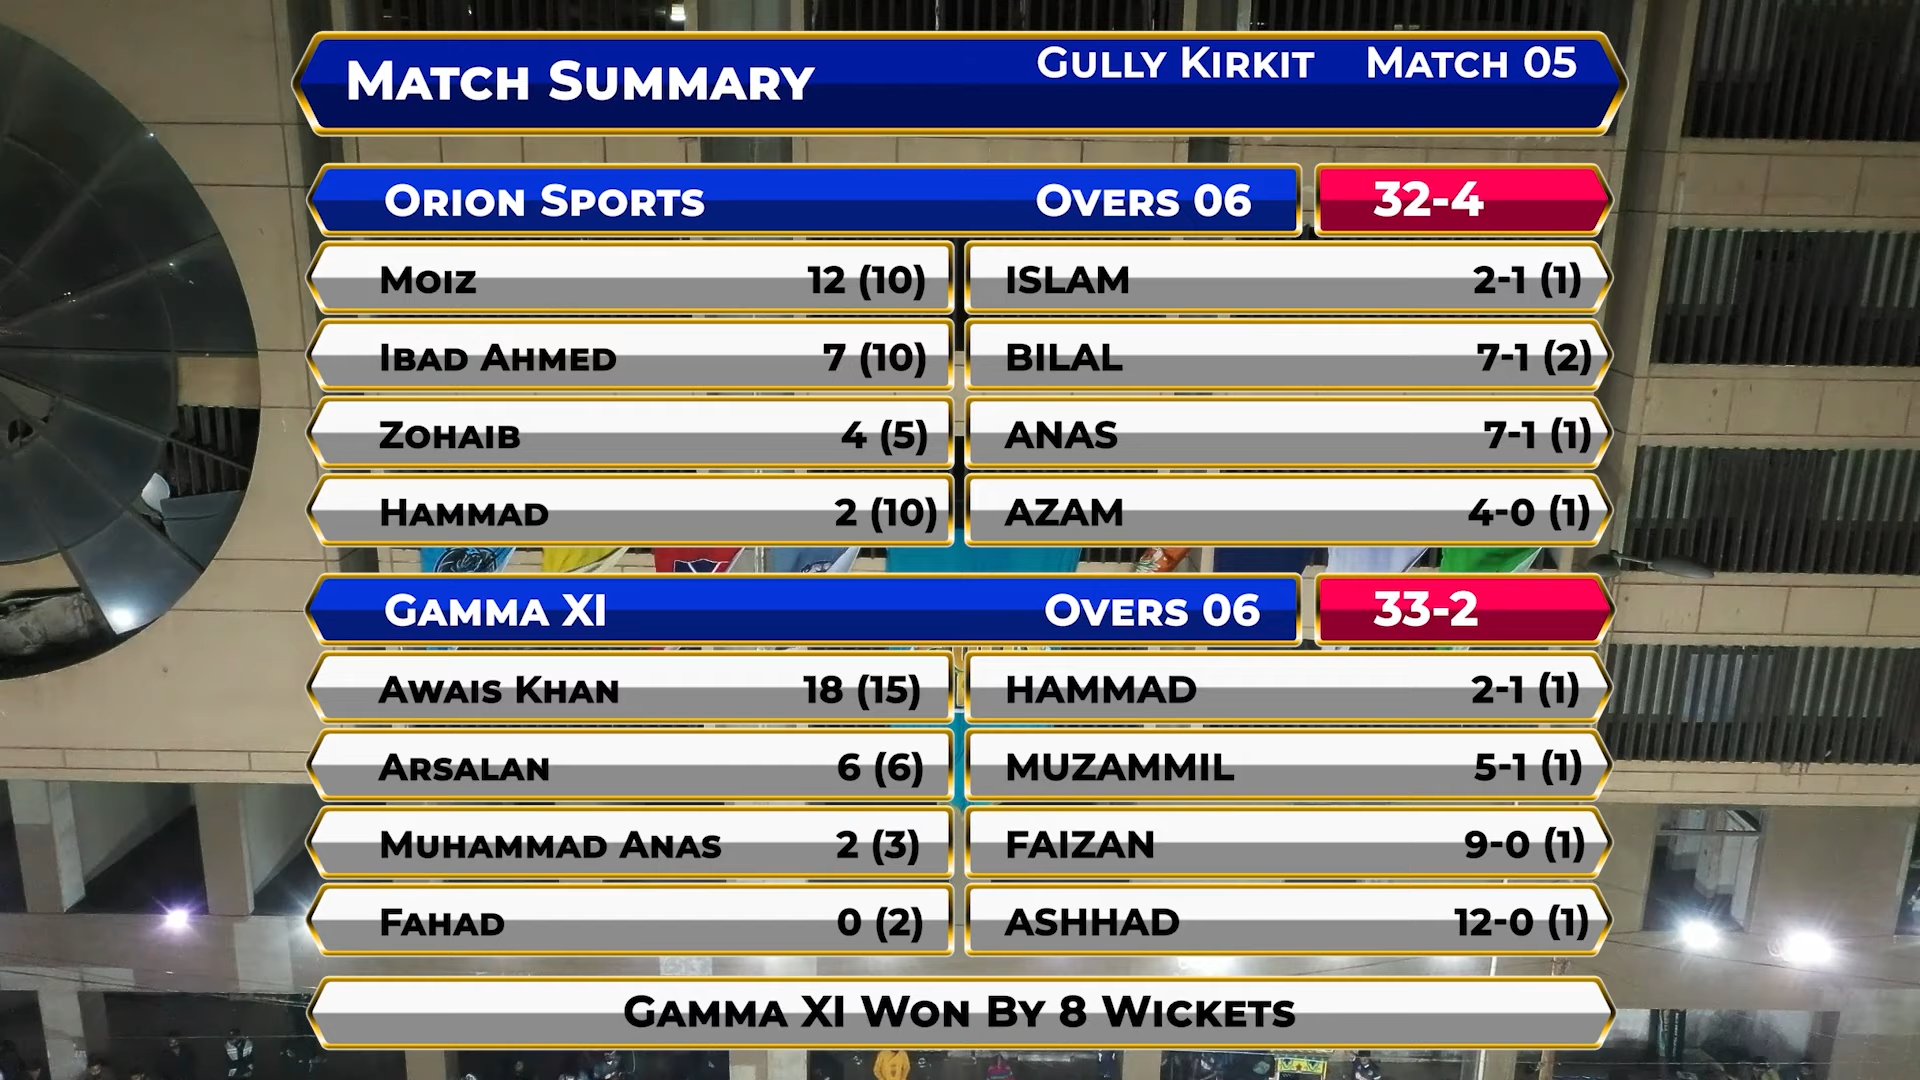 Match Summary Gully Kirkit Match 05
Orion Sports Overs 06 32-4
Moiz 12 (10) ISLAM 2-1 (1)
Ibad Ahmed 7 (10) BILAL 7-1 (2)
Zohaib 4 (5) ANAS 7-1 (1)
Hammad 2 (10) AZAM 4-0 (1)
Gamma XI Overs 06 33-2
Awais Khan 18 (15) HAMMAD 2-1 (1)
Arsalan 6 (6) MUZAMMIL 5-1 (1)
Muhammad Anas 2 (3) FAIZAN 9-0 (1)
Fahad 0 (2) ASHHAD 12-0 (1)
Gamma XI Won By 8 Wickets